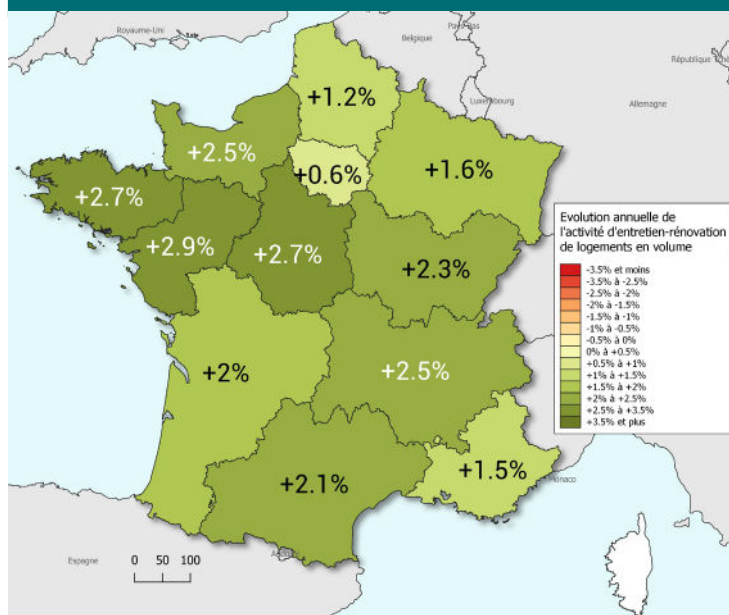 Royaume-Uni
Belgique
Pays-Bas
Luxembourg
Allemagne
+1.2%
+2.5%
+0.6%
+1.6%
+2.7%
+2.9%
+2.7%
+2.3%
Evolution annuelle de
l'activité d'entretien-rénovation
de logements en volume
-3.5% et moins
-3.5% à -2.5%
-2.5% à -2%
-2% à -1.5%
-1.5% à -1%
-1% à -0.5%
-0.5% à 0%
0% à +0.5%
+0.5% à +1%
+1% à +1.5%
+1.5% à +2%
+2% à +2.5%
+2.5% à +3.5%
+3.5% et plus
+2%
+2.5%
+2.1%
+1.5%
Monaco
Espagne
0 50 100